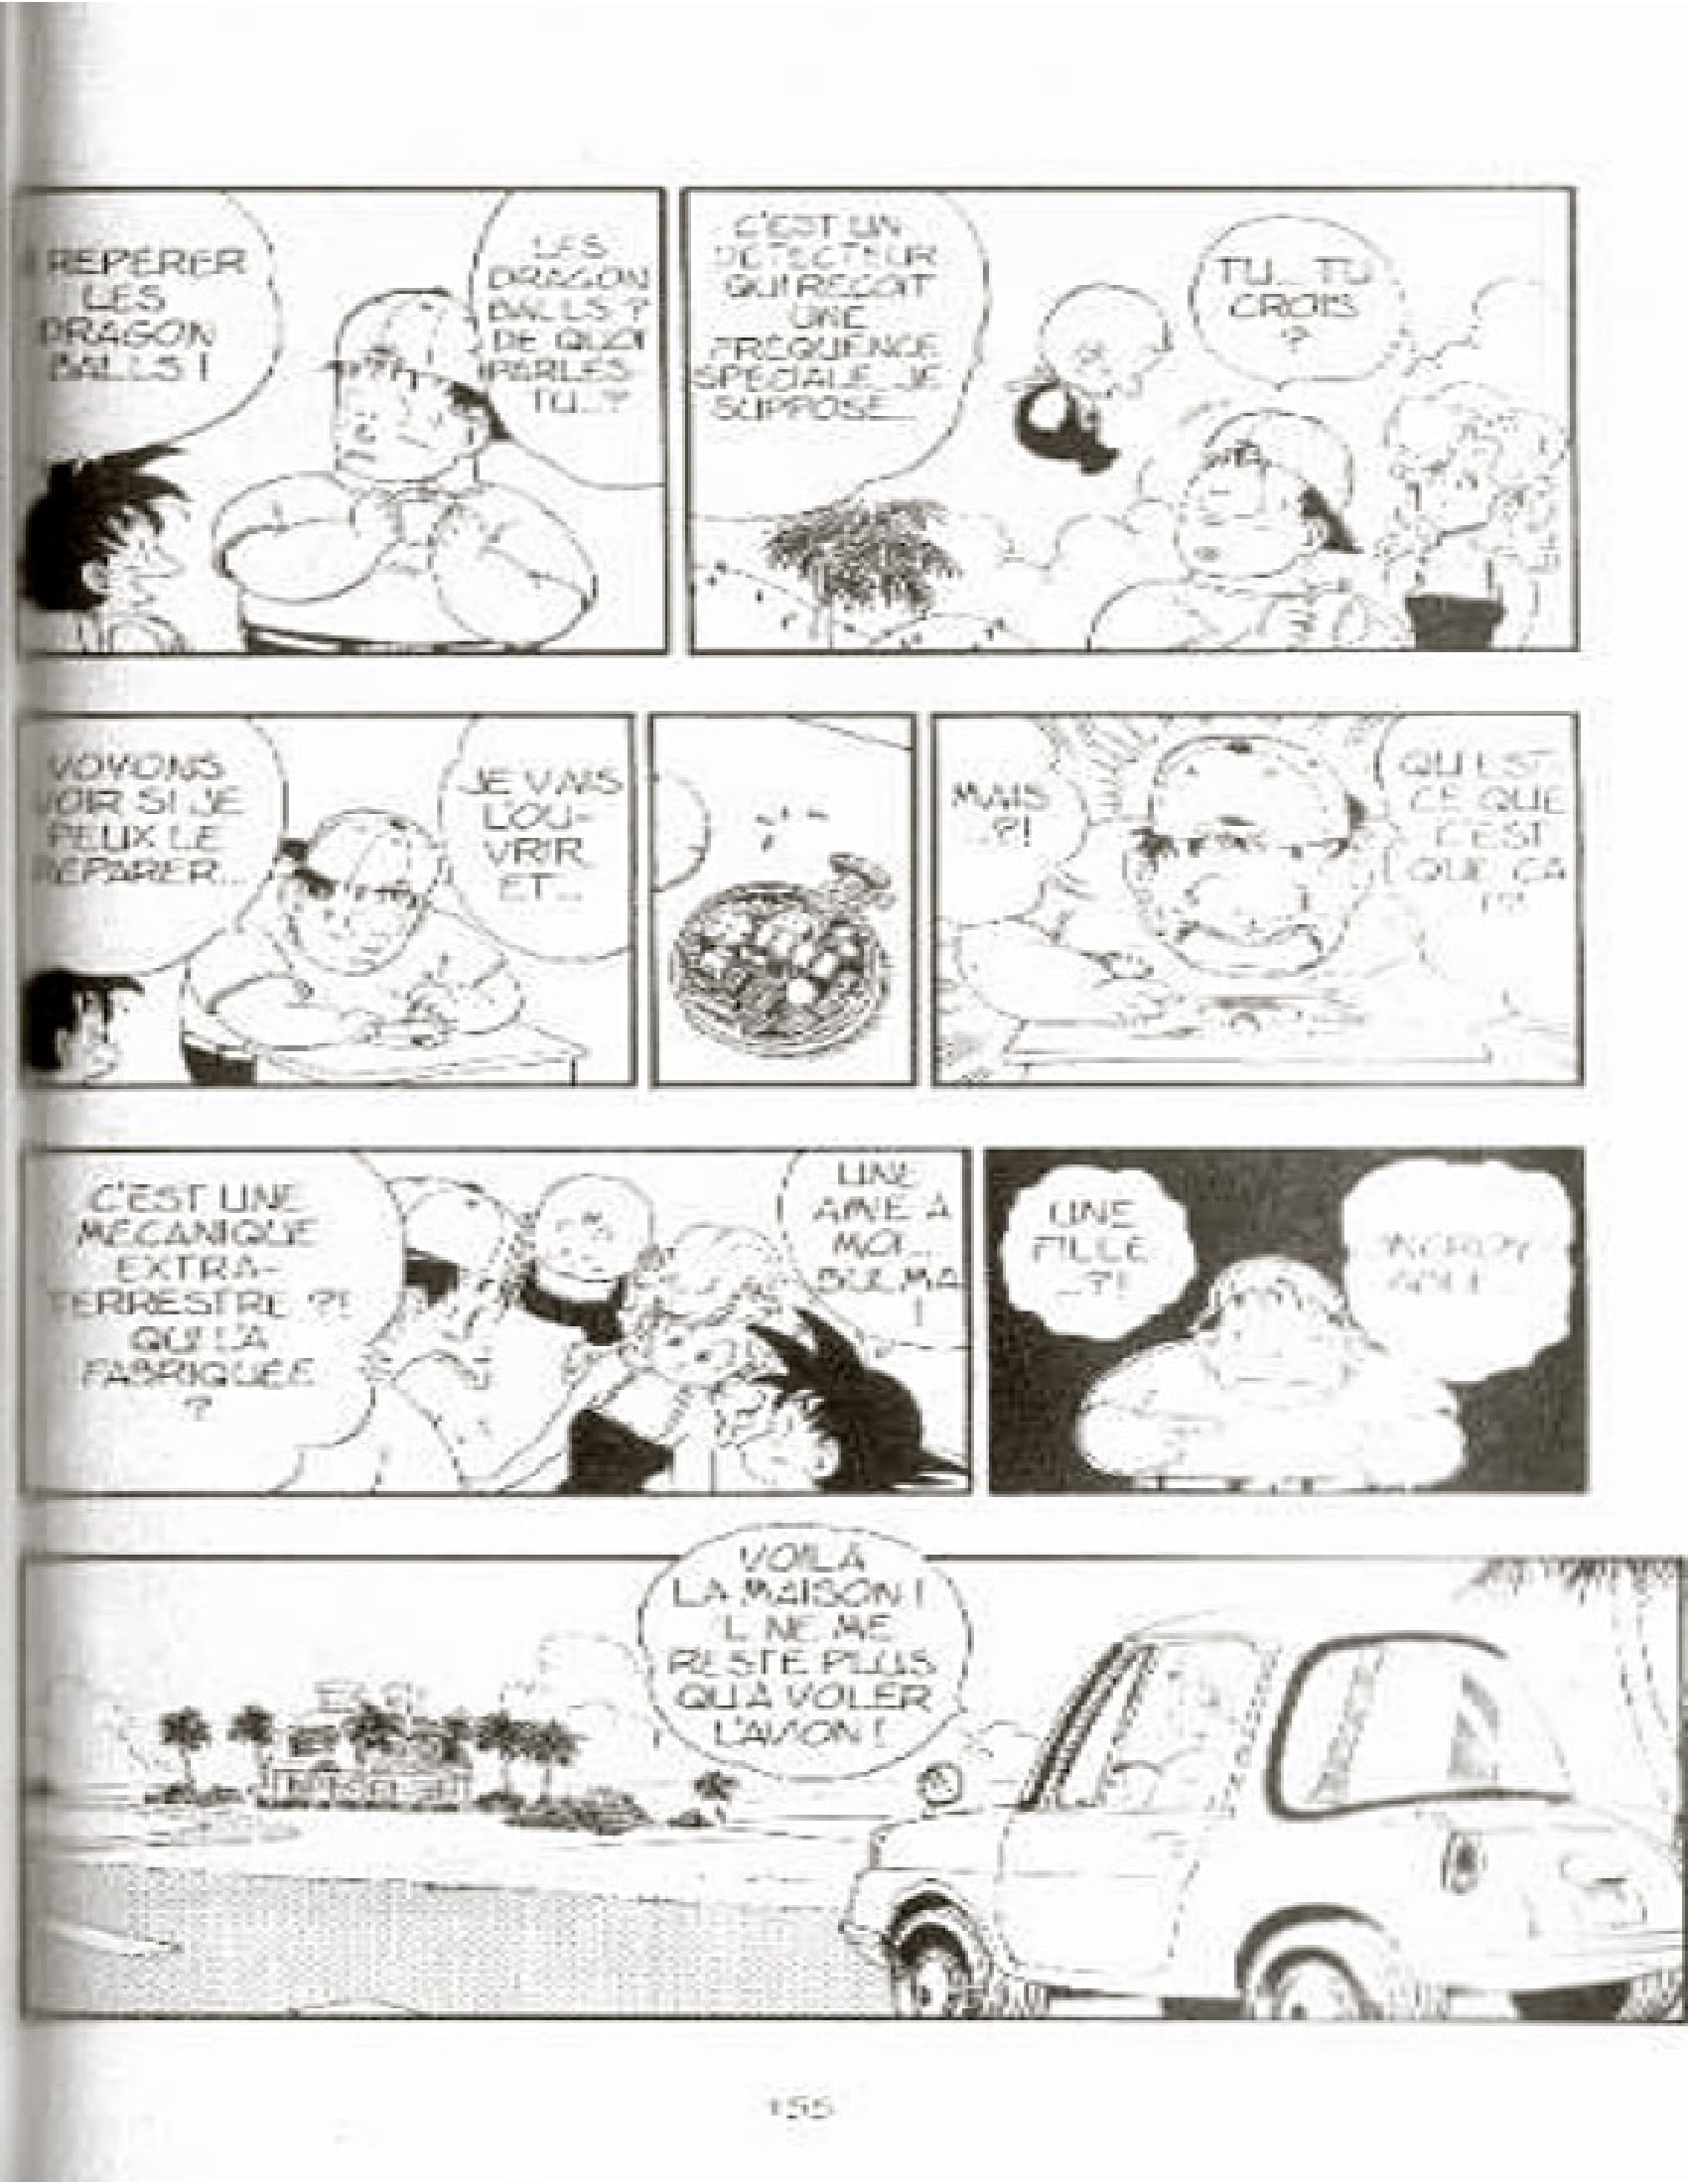 REPÉRER
LES
DRAGON
BALLS !
LES
DRAGON
BALLS ?
DE QUOI
PARLES-
TU...?
C'EST UN
DÉTECTEUR
QUI REÇOIT
UNE
FRÉQUENCE
SPÉCIALE, JE
SUPPOSE...
TU... TU
CROIS
?
VOYONS
VOIR SI JE
PEUX LE
RÉPARER...
JE VAIS
L'OU-
VRIR
ET...
MAIS
...?!
QU'EST-
CE QUE
C'EST
QUE ÇA
!?!
C'EST UNE
MÉCANIQUE
EXTRA-
TERRESTRE ?!
QUI L'A
FABRIQUÉE
?
UNE
AMIE À
MOI...
BULMA
!
UNE
FILLE
...?!
VOILÀ
LA MAISON !
IL NE ME
RESTE PLUS
QU'À VOLER
L'AVION !
155